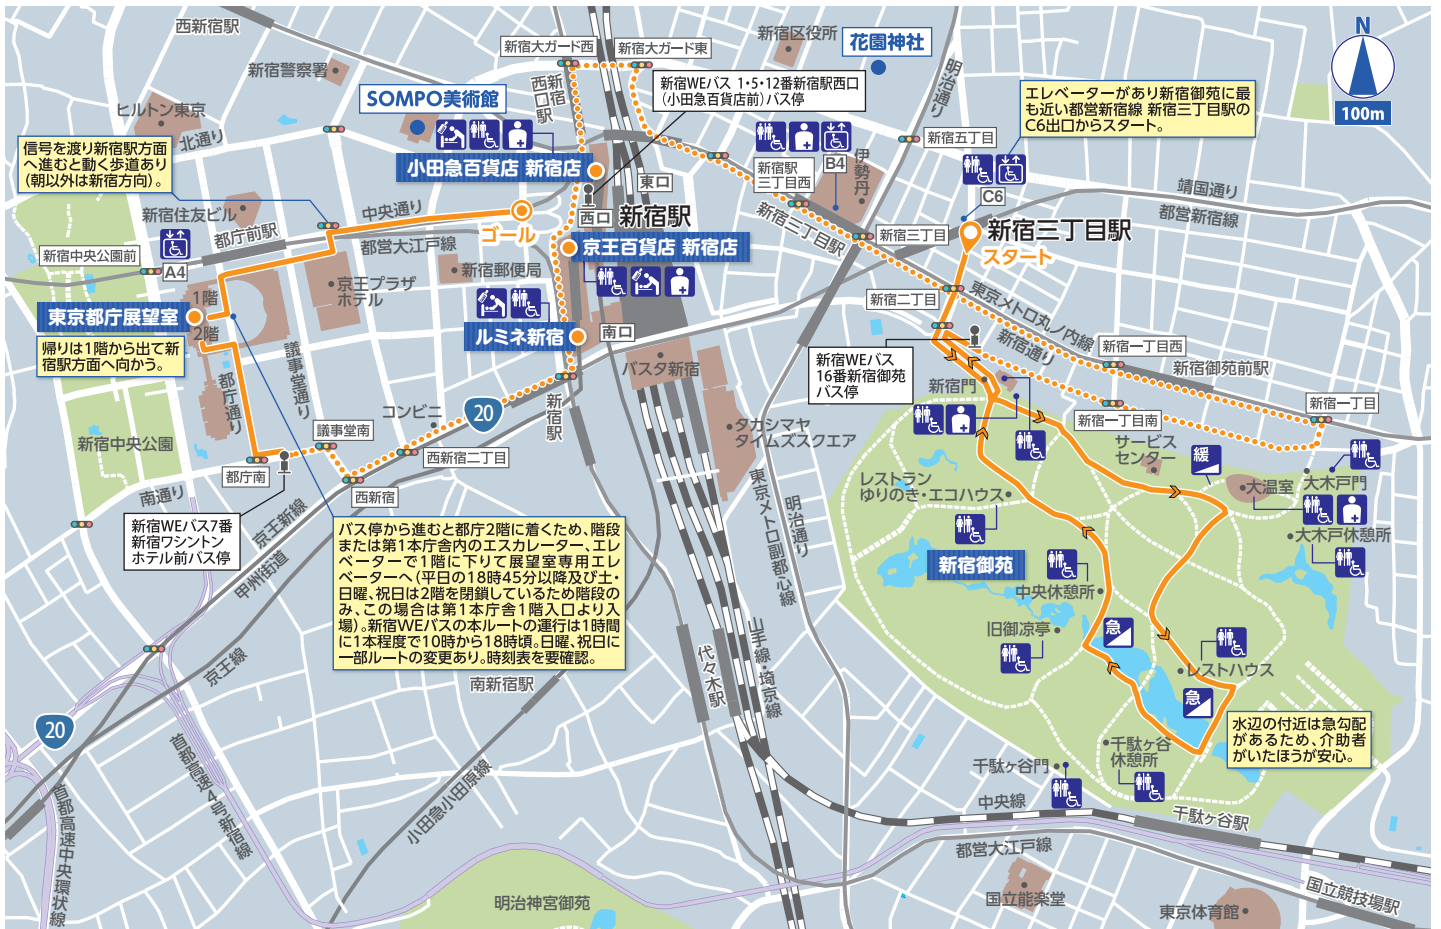 西新宿駅
新宿警察署
ヒルトン東京
北通り
信号を渡り新宿駅方面
へ進むと動く歩道あり
(朝以外は新宿方向)。
新宿住友ビル
都庁前駅
新宿中央公園前
A4
中央通り
都営大江戸線
京王プラザ
ホテル
新宿郵便局
SOMPO美術館
小田急百貨店 新宿店
ゴール
新宿大ガード西
新宿大ガード東
新宿
西口駅
新宿WEバス 1・5・12番新宿駅西口
(小田急百貨店前)バス停
西口
東口
新宿駅
京王百貨店 新宿店
ルミネ新宿
南口
バスタ新宿
新宿駅
タカシマヤ
タイムズスクエア
新宿区役所
花園神社
明治通り
新宿五丁目
エレベーターがあり新宿御苑に最
も近い都営新宿線 新宿三丁目駅の
C6出口からスタート。
N
100m
新宿駅
三丁目西
B4
伊勢丹
C6
靖国通り
都営新宿線
新宿三丁目駅
新宿三丁目
新宿三丁目駅
スタート
新宿二丁目
東京メトロ丸ノ内線
新宿通り
新宿一丁目西
新宿御苑前駅
新宿一丁目
新宿一丁目南
新宿WEバス
16番新宿御苑
バス停
新宿門
サービス
センター
緩
大温室
大木戸門
大木戸休憩所
レストラン
ゆりのき・エコハウス
新宿御苑
中央休憩所
旧御凉亭
急
レストハウス
急
水辺の付近は急勾配
があるため、介助者
がいたほうが安心。
千駄ヶ谷
休憩所
千駄ヶ谷門
中央線
千駄ヶ谷駅
都営大江戸線
国立能楽堂
東京体育館
国立競技場駅
東京都庁展望室
1階
2階
帰りは1階から出て新
宿駅方面へ向かう。
都庁通り
議事堂通り
新宿中央公園
議事堂南
都庁南
コンビニ
20
西新宿二丁目
西新宿
南通り
京王新線
甲州街道
新宿WEバス7番
新宿ワシントン
ホテル前バス停
バス停から進むと都庁2階に着くため、階段
または第1本庁舎内のエスカレーター、エレ
ベーターで1階に下りて展望室専用エレ
ベーターへ(平日の18時45分以降及び土・
日曜、祝日は2階を閉鎖しているため階段の
み、この場合は第1本庁舎1階入口より入
場)。新宿WEバスの本ルートの運行は1時間
に1本程度で10時から18時頃。日曜、祝日に
一部ルートの変更あり。時刻表を要確認。
京王線
南新宿駅
代々木駅
山手線・埼京線
東京メトロ副都心線
明治通り
20
首都高速4号新宿線
首都高速中央環状線
小田急小田原線
明治神宮御苑